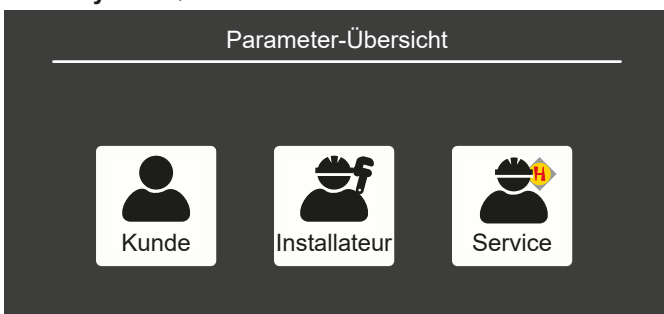 Parameter-Übersicht
Kunde
Installateur
H
Service